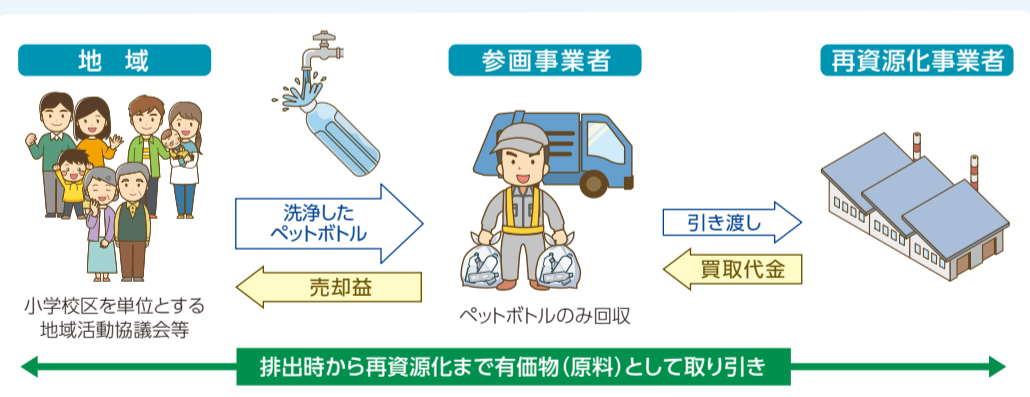 地域
参画事業者
再資源化事業者
洗浄した
ペットボトル
売却益
引き渡し
買取代金
小学校区を単位とする
地域活動協議会等
ペットボトルのみ回収
排出時から再資源化まで有価物(原料)として取り引き